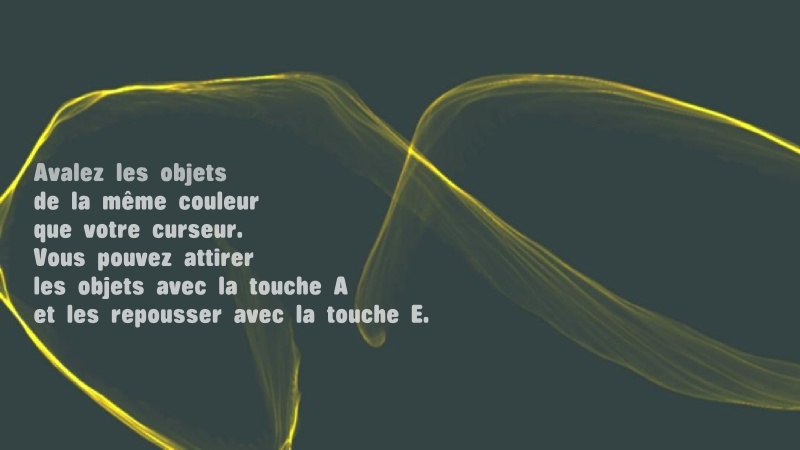 Avalez les objets
de la même couleur
que votre curseur.
Vous pouvez attirer
les objets avec la touche A
et les repousser avec la touche E.